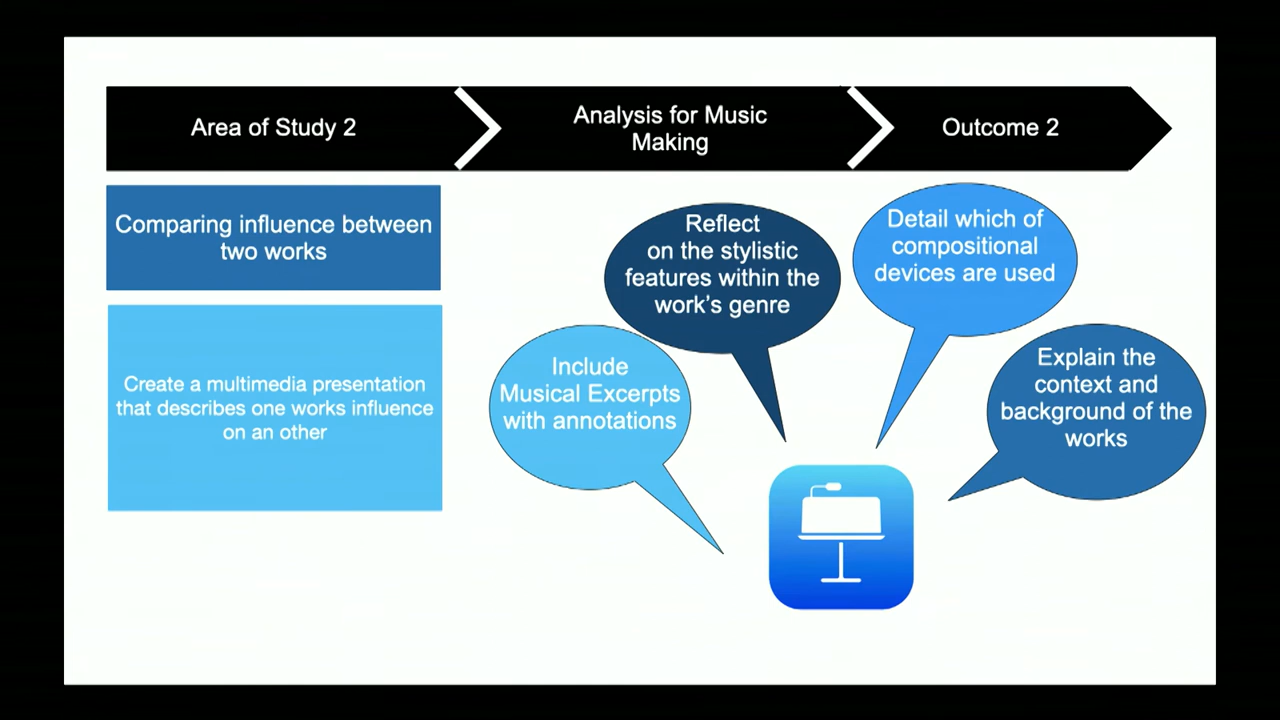 Area of Study 2
Analysis for Music
Making
Outcome 2
Comparing influence between
two works
Create a multimedia presentation
that describes one works influence
on an other
Include
Musical Excerpts
with annotations
Reflect
on the stylistic
features within the
work's genre
Detail which of
compositional
devices are used
Explain the
context and
background of the
works